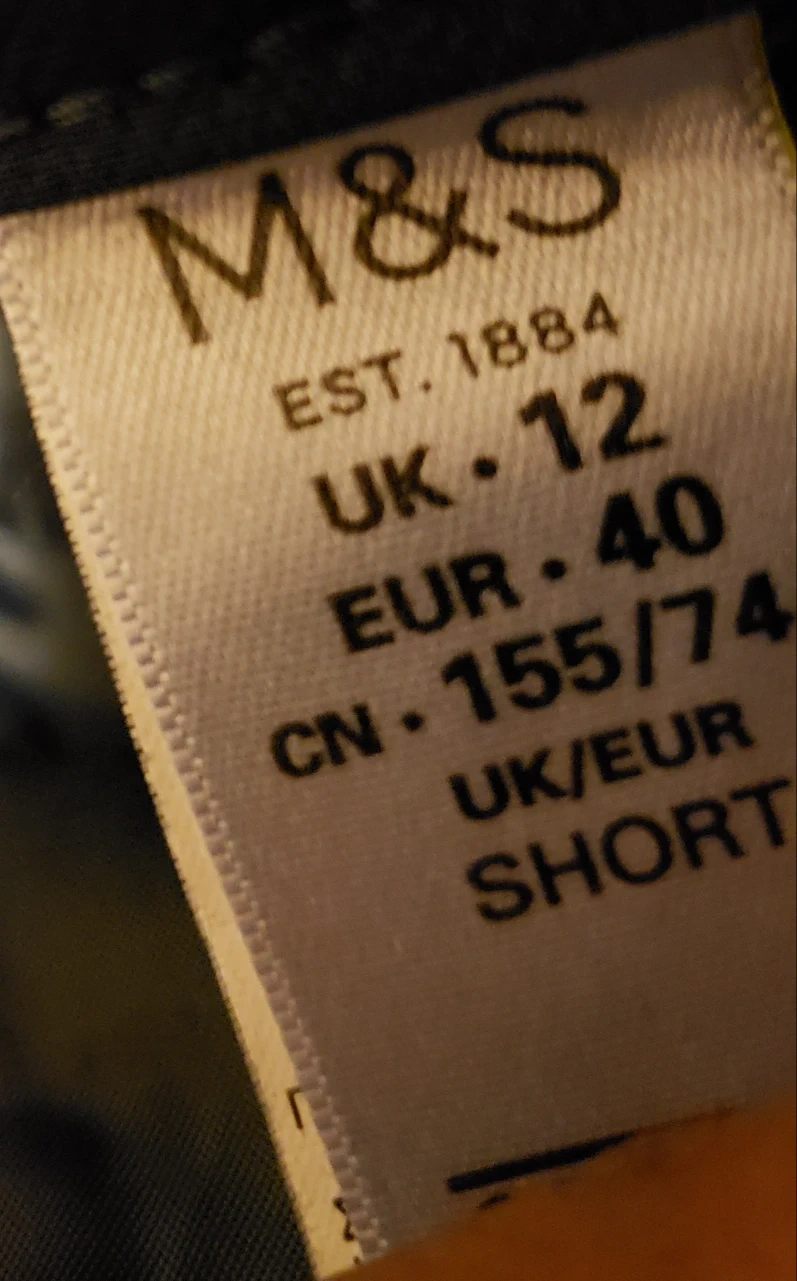 M&S
EST. 1884
UK · 12
EUR · 40
CN · 155/74
UK/EUR
SHORT